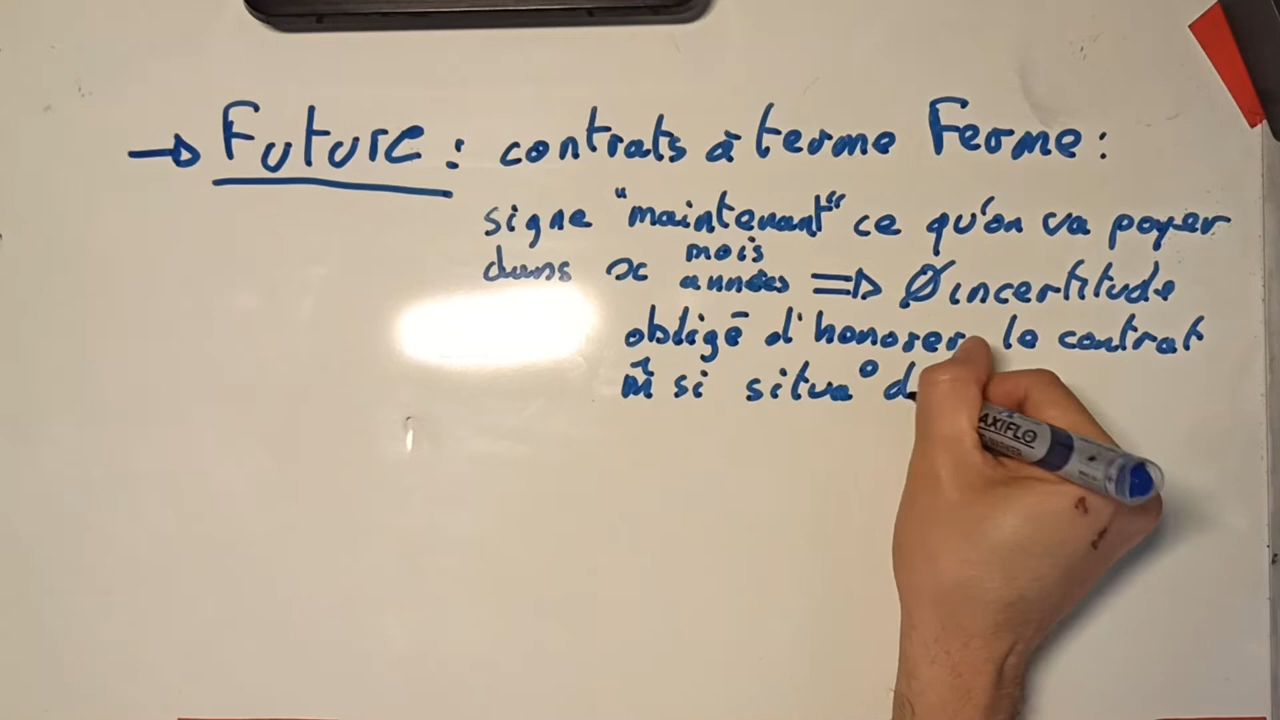 → Future : contrats à terme Ferme :
signe "maintenant" ce qu'on va payer
mois
dans x années => Ø incertitude
obligé d'honorer le contrat
m̂ si situa° d
AXIFLO